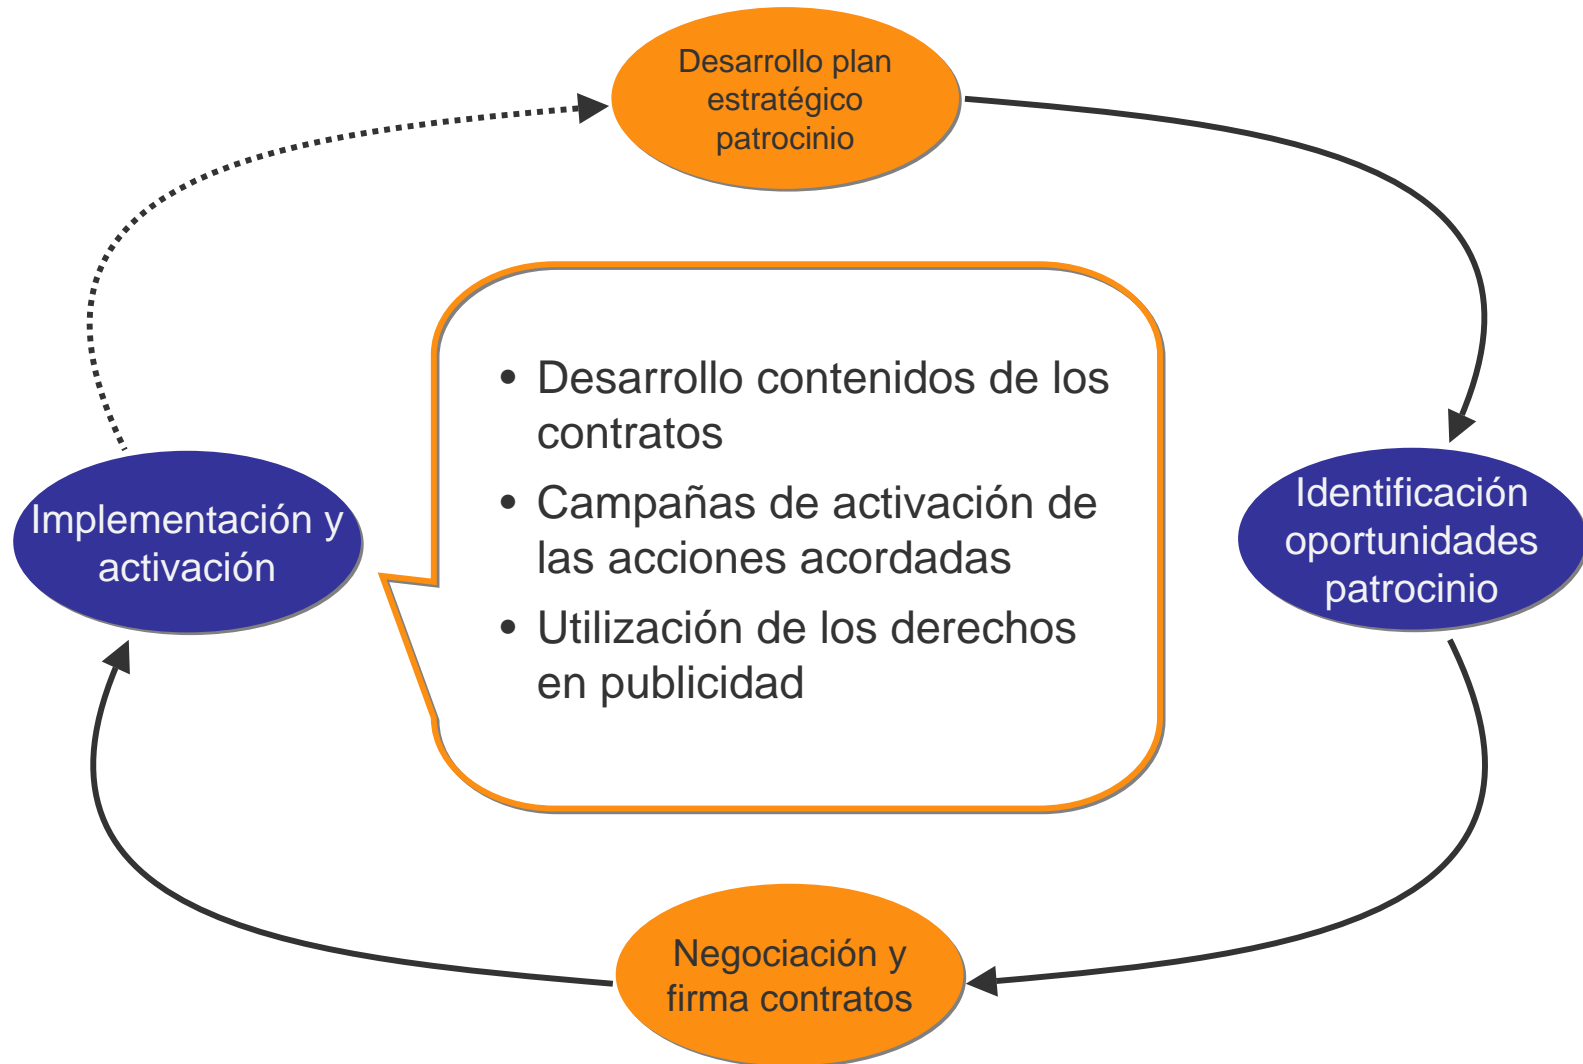 Desarrollo plan
estratégico
patrocinio
• Desarrollo contenidos de los
contratos
• Campañas de activación de
las acciones acordadas
• Utilización de los derechos
en publicidad
Implementación y
activación
Identificación
oportunidades
patrocinio
Negociación y
firma contratos